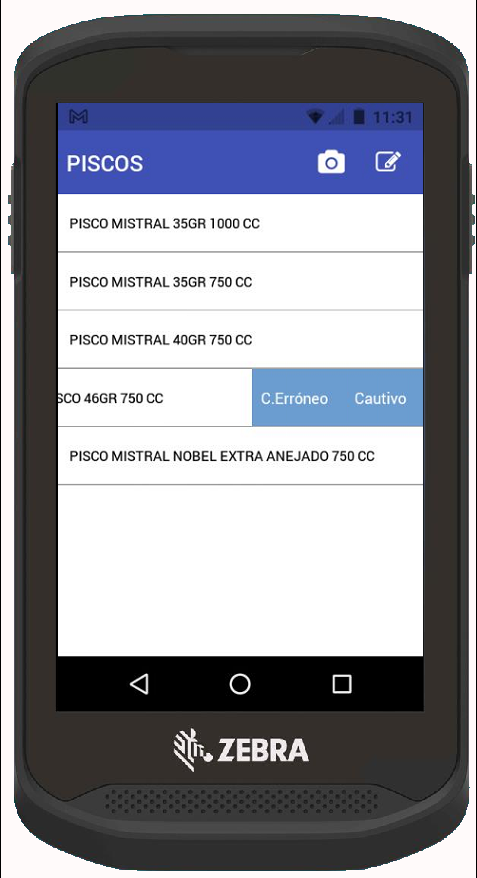 11:31
PISCOS
PISCO MISTRAL 35GR 1000 CC
PISCO MISTRAL 35GR 750 CC
PISCO MISTRAL 40GR 750 CC
SCO 46GR 750 CC C.Erróneo Cautivo
PISCO MISTRAL NOBEL EXTRA ANEJADO 750 CC
ZEBRA